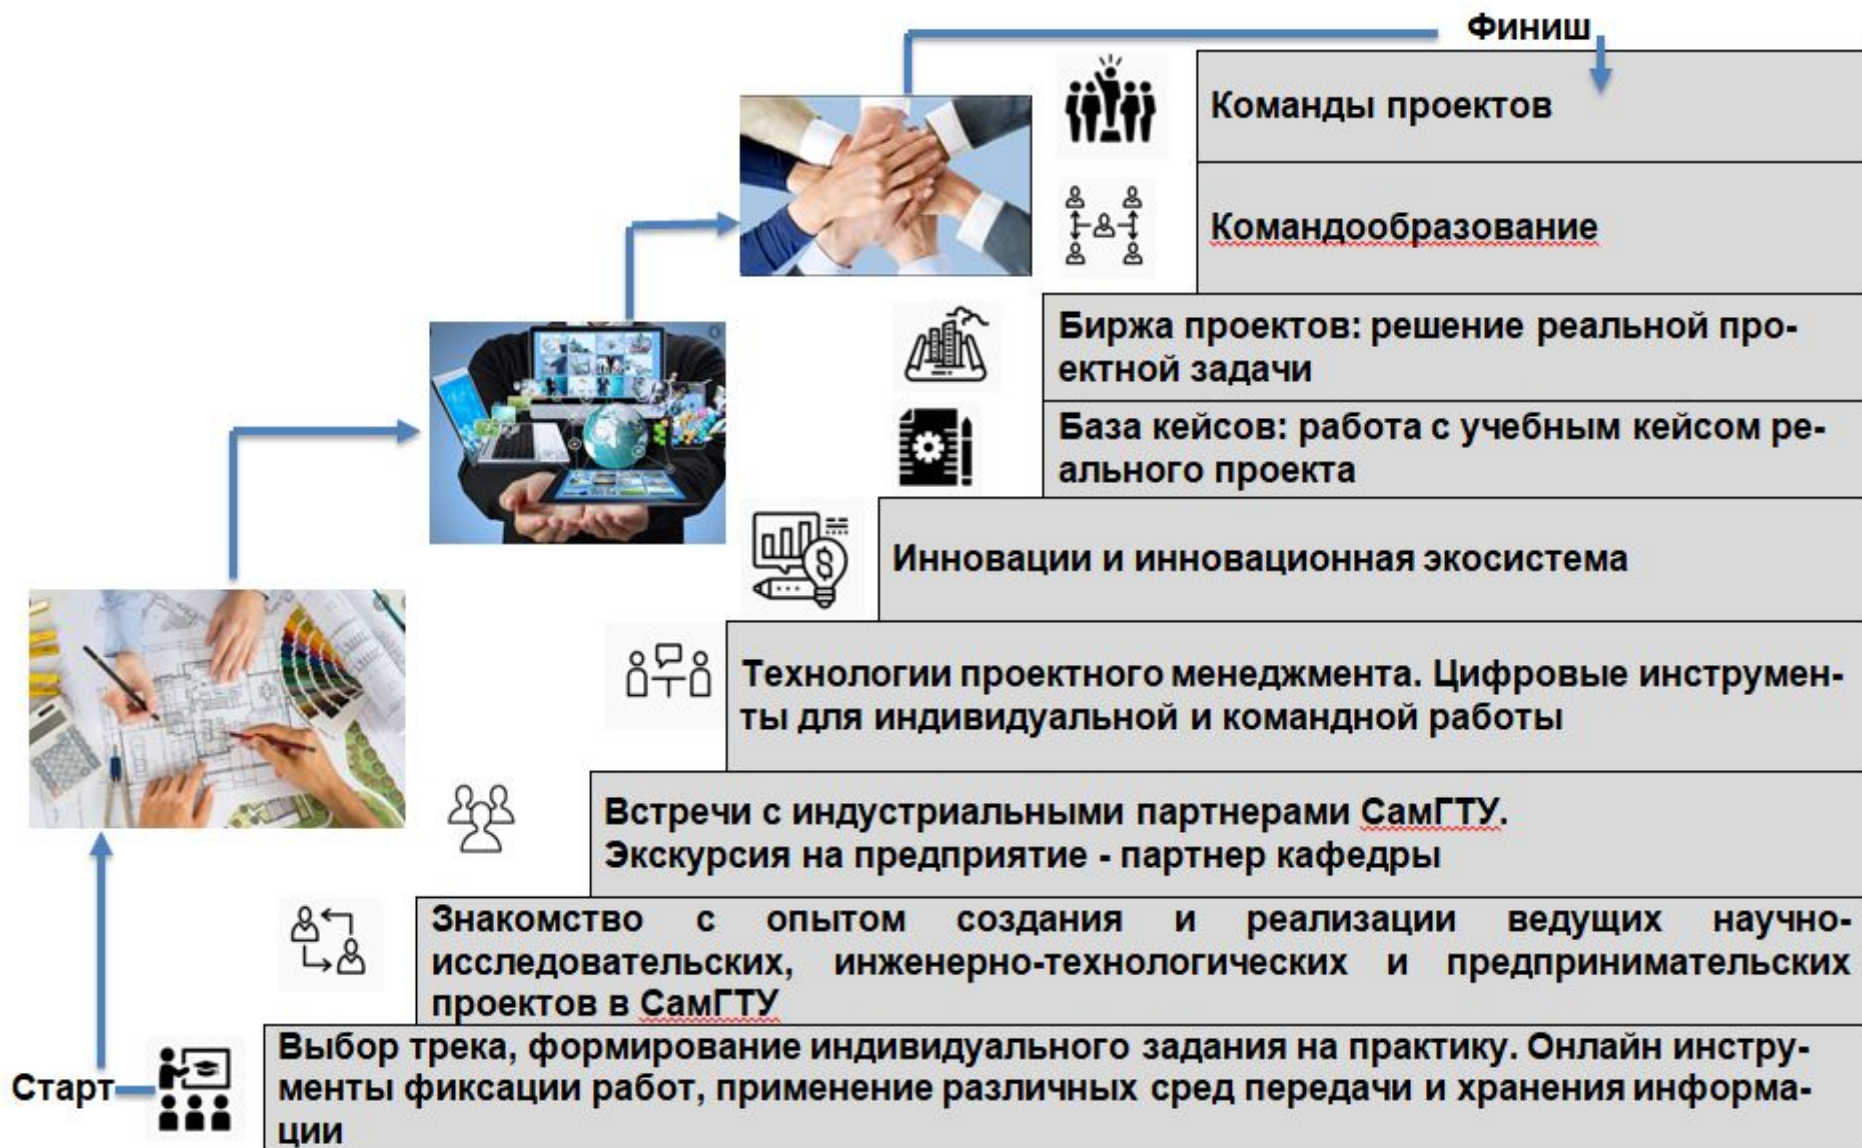 Финиш
Команды проектов
Командообразование
Биржа проектов: решение реальной про-
ектной задачи
База кейсов: работа с учебным кейсом ре-
ального проекта
Инновации и инновационная экосистема
Технологии проектного менеджмента. Цифровые инструмен-
ты для индивидуальной и командной работы
Встречи с индустриальными партнерами СамГТУ.
Экскурсия на предприятие - партнер кафедры
Знакомство с опытом создания и реализации ведущих научно-
исследовательских, инженерно-технологических и предпринимательских
проектов в СамГТУ
Старт
Выбор трека, формирование индивидуального задания на практику. Онлайн инстру-
менты фиксации работ, применение различных сред передачи и хранения информа-
ции